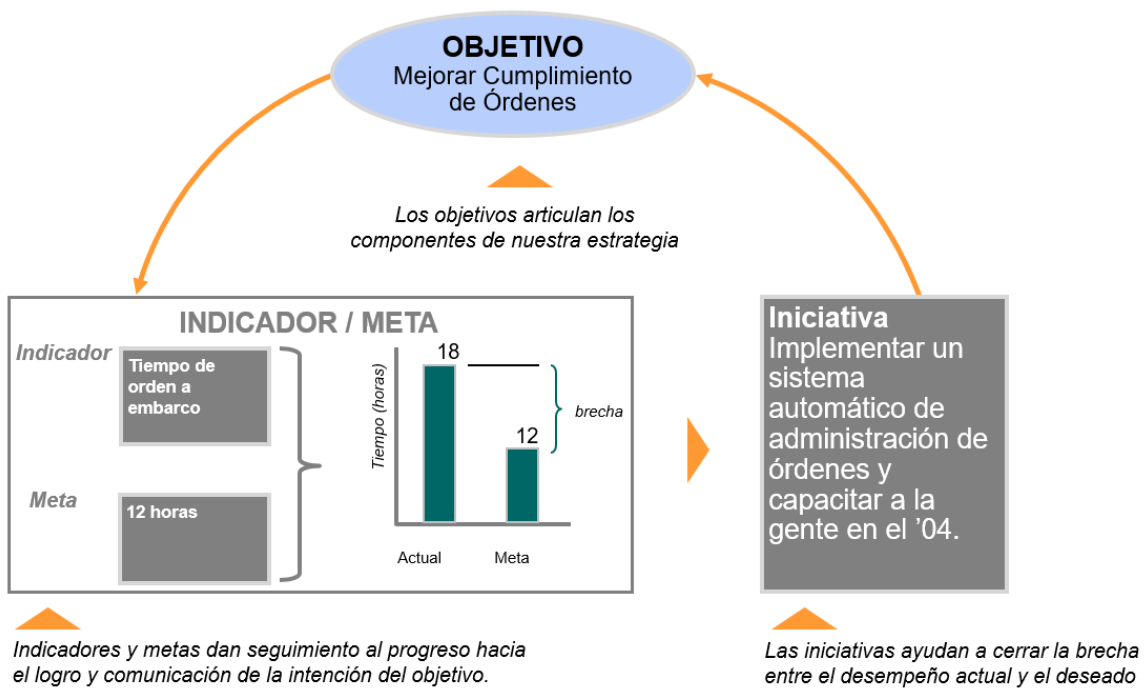 OBJETIVO
Mejorar Cumplimiento
de Órdenes
Los objetivos articulan los
componentes de nuestra estrategia
INDICADOR / META
Indicador
Tiempo de
orden a
embarco
Meta
12 horas
Tiempo (horas)
18
12
brecha
Actual
Meta
Iniciativa
Implementar un
sistema
automático de
administración de
órdenes y
capacitar a la
gente en el ’04.
Indicadores y metas dan seguimiento al progreso hacia
el logro y comunicación de la intención del objetivo.
Las iniciativas ayudan a cerrar la brecha
entre el desempeño actual y el deseado